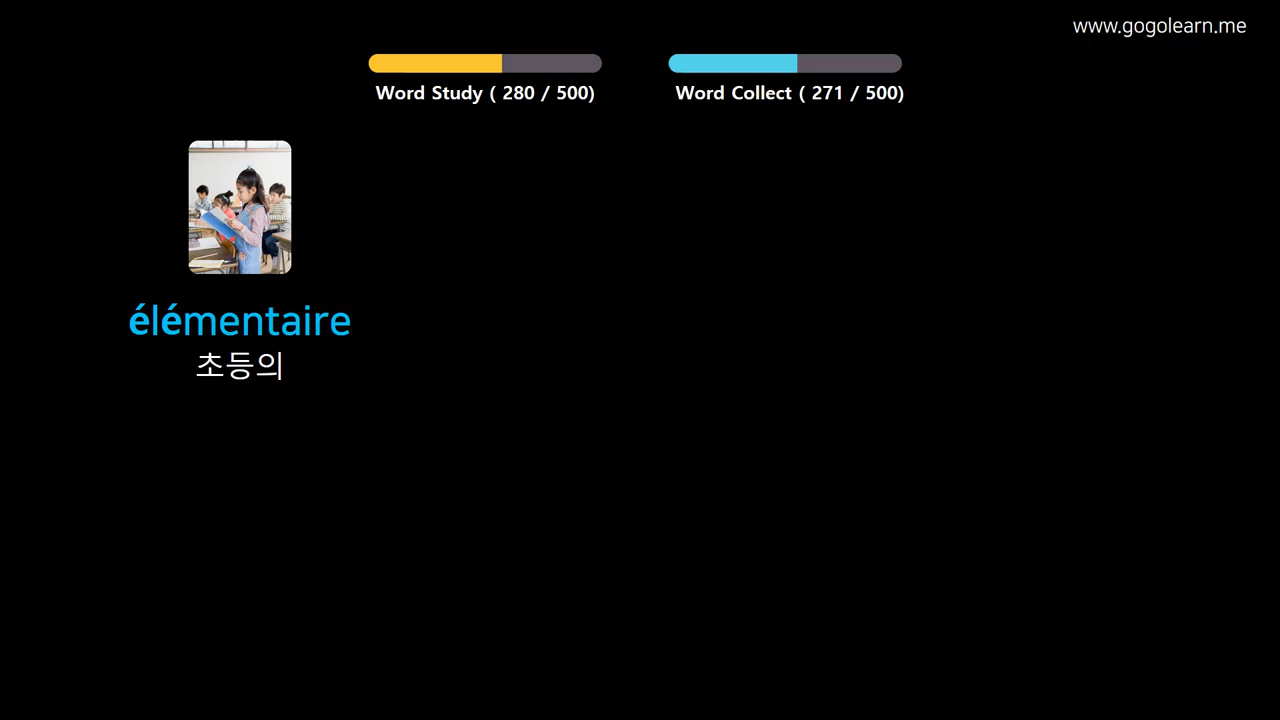 www.gogolearn.me
Word Study ( 280 / 500)
Word Collect ( 271 / 500)
élémentaire
초등의